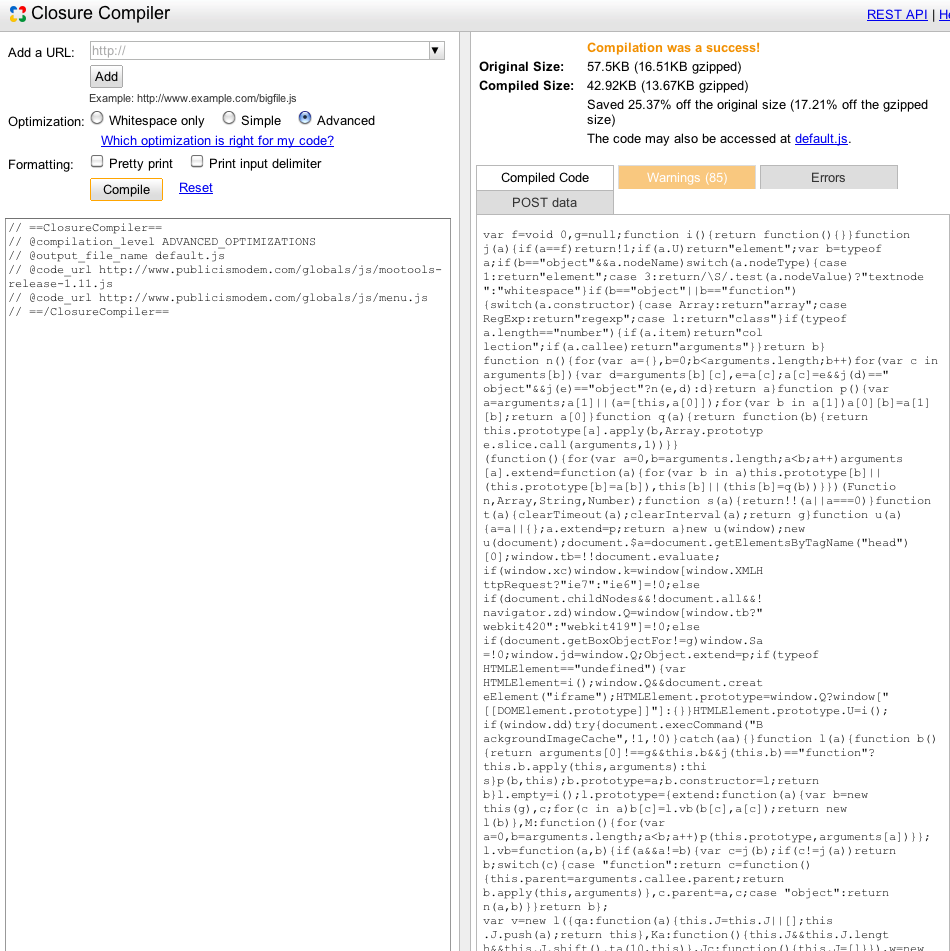 Closure Compiler
REST API | He
Add a URL:
http://
Add
Example: http://www.example.com/bigfile.js
Optimization: Whitespace only Simple Advanced
Which optimization is right for my code?
Formatting: Pretty print Print input delimiter
Compile Reset
// ==ClosureCompiler==
// @compilation_level ADVANCED_OPTIMIZATIONS
// @output_file_name default.js
// @code_url http://www.publicismodem.com/globals/js/mootools-
release-1.11.js
// @code_url http://www.publicismodem.com/globals/js/menu.js
// ==/ClosureCompiler==
Compilation was a success!
Original Size: 57.5KB (16.51KB gzipped)
Compiled Size: 42.92KB (13.67KB gzipped)
Saved 25.37% off the original size (17.21% off the gzipped
size)
The code may also be accessed at default.js.
Compiled Code Warnings (85) Errors
POST data
var f=void 0,g=null;function i(){return function(){}}function
j(a){if(a==f)return!1;if(a.U)return"element";var b=typeof
a;if(b=="object"&&a.nodeName)switch(a.nodeType){case
1:return"element";case 3:return/\S/.test(a.nodeValue)?"textnode
":"whitespace"}if(b=="object"||b=="function")
{switch(a.constructor){case Array:return"array";case
RegExp:return"regexp";case l:return"class"}if(typeof
a.length=="number"){if(a.item)return"col
lection";if(a.callee)return"arguments"}}return b}
function n(){for(var a={},b=0;b<arguments.length;b++)for(var c in
arguments[b]){var d=arguments[b][c],e=a[c];a[c]=e&&j(d)=="
object"&&j(e)=="object"?n(e,d):d}return a}function p(){var
a=arguments;a[1]||(a=[this,a[0]]);for(var b in a[1])a[0][b]=a[1]
[b];return a[0]}function q(a){return function(b){return
this.prototype[a].apply(b,Array.prototyp
e.slice.call(arguments,1))}}
(function(){for(var a=0,b=arguments.length;a<b;a++)arguments
[a].extend=function(a){for(var b in a)this.prototype[b]||
(this.prototype[b]=a[b]),this[b]||(this[b]=q(b))}})(Functio
n,Array,String,Number);function s(a){return!!(a||a===0)}function
t(a){clearTimeout(a);clearInterval(a);return g}function u(a)
{a=a||{};a.extend=p;return a}new u(window);new
u(document);document.$a=document.getElementsByTagName("head")
[0];window.tb=!!document.evaluate;
if(window.xc)window.k=window[window.XMLH
ttpRequest?"ie7":"ie6"]=!0;else
if(document.childNodes&&!document.all&&!
navigator.zd)window.Q=window[window.tb?"
webkit420":"webkit419"]=!0;else
if(document.getBoxObjectFor!=g)window.Sa
=!0;window.jd=window.Q;Object.extend=p;if(typeof
HTMLElement=="undefined"){var
HTMLElement=i();window.Q&&document.creat
eElement("iframe");HTMLElement.prototype=window.Q?window["
[[DOMElement.prototype]]"]:{}}HTMLElement.prototype.U=i();
if(window.dd)try{document.execCommand("B
ackgroundImageCache",!1,!0)}catch(aa){}function l(a){function b()
{return arguments[0]!==g&&this.b&&j(this.b)=="function"?
this.b.apply(this,arguments):thi
s}p(b,this);b.prototype=a;b.constructor=l;return
b}l.empty=i();l.prototype={extend:function(a){var b=new
this(g),c;for(c in a)b[c]=l.vb(b[c],a[c]);return new
l(b)},M:function(){for(var
a=0,b=arguments.length;a<b;a++)p(this.prototype,arguments[a])}};
l.vb=function(a,b){if(a&&a!=b){var c=j(b);if(c!=j(a))return
b;switch(c){case "function":return c=function()
{this.parent=arguments.callee.parent;return
b.apply(this,arguments)},c.parent=a,c;case "object":return
n(a,b)}}return b};
var v=new l({qa:function(a){this.J=this.J||[];this
.J.push(a);return this},Ka:function(){this.J&&this.J.lengt
h&&this.J.shift().ta(10,this)},Jc:function(){this.J=[]}}),w=new